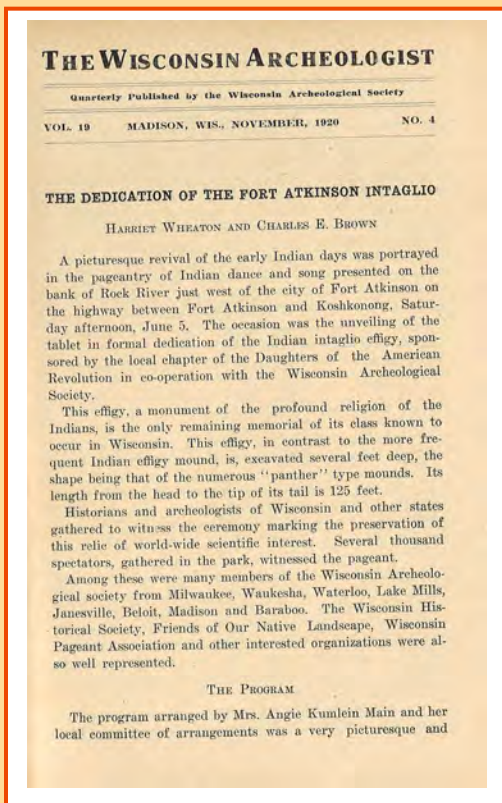 THE WISCONSIN ARCHEOLOGIST
Quarterly Published by the Wisconsin Archeological Society
VOL. 19 MADISON, WIS., NOVEMBER, 1920 NO. 4
THE DEDICATION OF THE FORT ATKINSON INTAGLIO
HARRIET WHEATON AND CHARLES E. BROWN
A picturesque revival of the early Indian days was portrayed
in the pageantry of Indian dance and song presented on the
bank of Rock River just west of the city of Fort Atkinson on
the highway between Fort Atkinson and Koshkonong, Satur-
day afternoon, June 5. The occasion was the unveiling of the
tablet in formal dedication of the Indian intaglio effigy, spon-
sored by the local chapter of the Daughters of the American
Revolution in co-operation with the Wisconsin Archeological
Society.
This effigy, a monument of the profound religion of the
Indians, is the only remaining memorial of its class known to
occur in Wisconsin. This effigy, in contrast to the more fre-
quent Indian effigy mound, is, excavated several feet deep, the
shape being that of the numerous "panther" type mounds. Its
length from the head to the tip of its tail is 125 feet.
Historians and archeologists of Wisconsin and other states
gathered to witness the ceremony marking the preservation of
this relic of world-wide scientific interest. Several thousand
spectators, gathered in the park, witnessed the pageant.
Among these were many members of the Wisconsin Archeolo-
gical society from Milwaukee, Waukesha, Waterloo, Lake Mills,
Janesville, Beloit, Madison and Baraboo. The Wisconsin His-
torical Society, Friends of Our Native Landscape, Wisconsin
Pageant Association and other interested organizations were al-
so well represented.
THE PROGRAM
The program arranged by Mrs. Angie Kumlein Main and her
local committee of arrangements was a very picturesque and